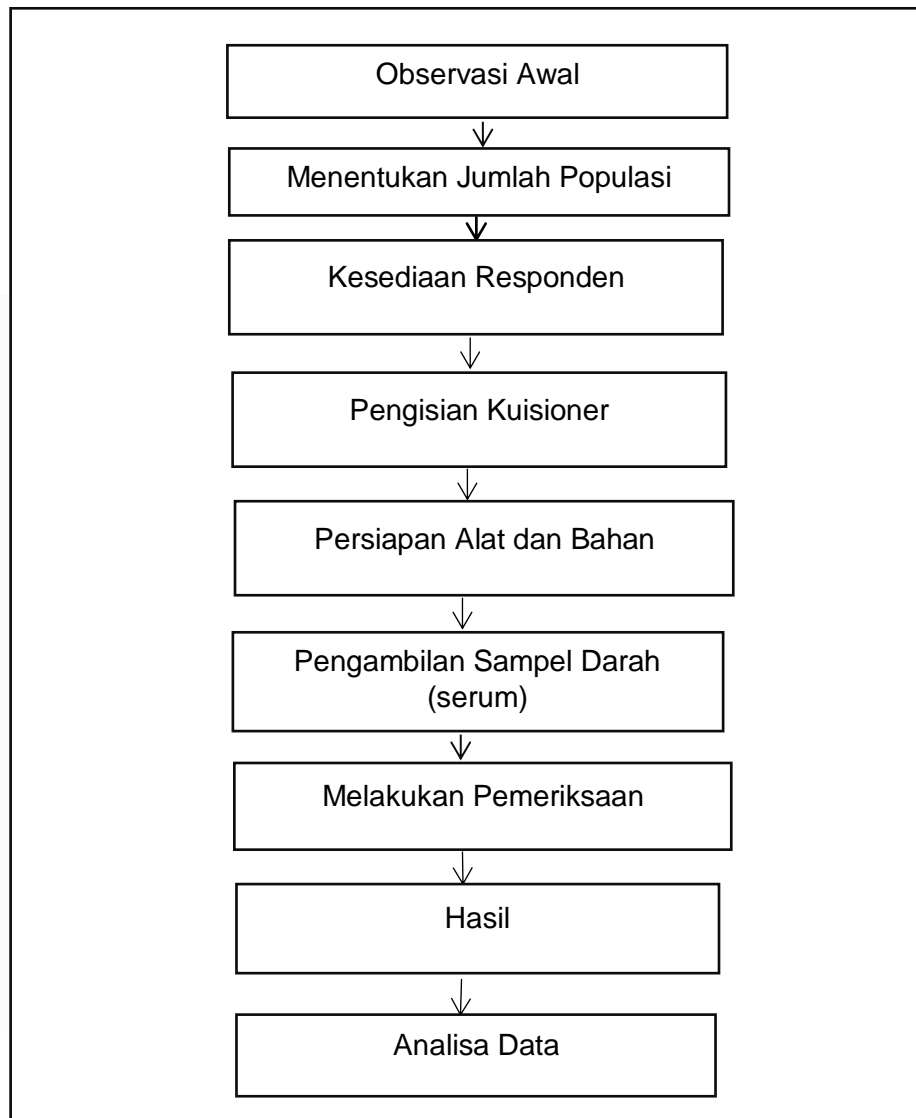 Observasi Awal
Menentukan Jumlah Populasi
Kesediaan Responden
Pengisian Kuisioner
Persiapan Alat dan Bahan
Pengambilan Sampel Darah
(serum)
Melakukan Pemeriksaan
Hasil
Analisa Data